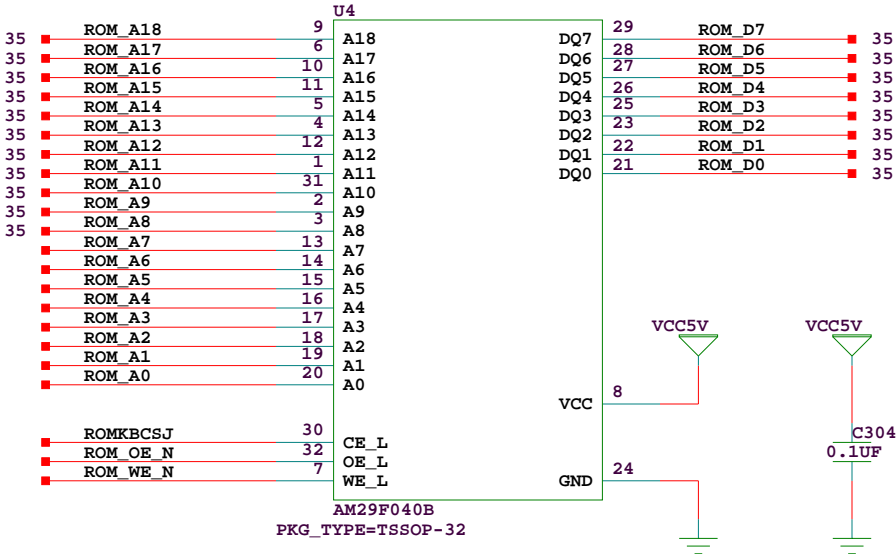 U4
35 ROM_A18 9 A18 DQ7 29 ROM_D7 35
35 ROM_A17 6 A17 DQ6 28 ROM_D6 35
35 ROM_A16 10 A16 DQ5 27 ROM_D5 35
35 ROM_A15 11 A15 DQ4 26 ROM_D4 35
35 ROM_A14 5 A14 DQ3 25 ROM_D3 35
35 ROM_A13 4 A13 DQ2 23 ROM_D2 35
35 ROM_A12 12 A12 DQ1 22 ROM_D1 35
35 ROM_A11 1 A11 DQ0 21 ROM_D0 35
35 ROM_A10 31 A10
35 ROM_A9 2 A9
35 ROM_A8 3 A8
ROM_A7 13 A7
ROM_A6 14 A6
ROM_A5 15 A5
ROM_A4 16 A4
ROM_A3 17 A3 VCC5V VCC5V
ROM_A2 18 A2
ROM_A1 19 A1
ROM_A0 20 A0
VCC 8
ROMKBCSJ 30 CE_L C304
ROM_OE_N 32 OE_L 0.1UF
ROM_WE_N 7 WE_L GND 24
AM29F040B
PKG_TYPE=TSSOP-32